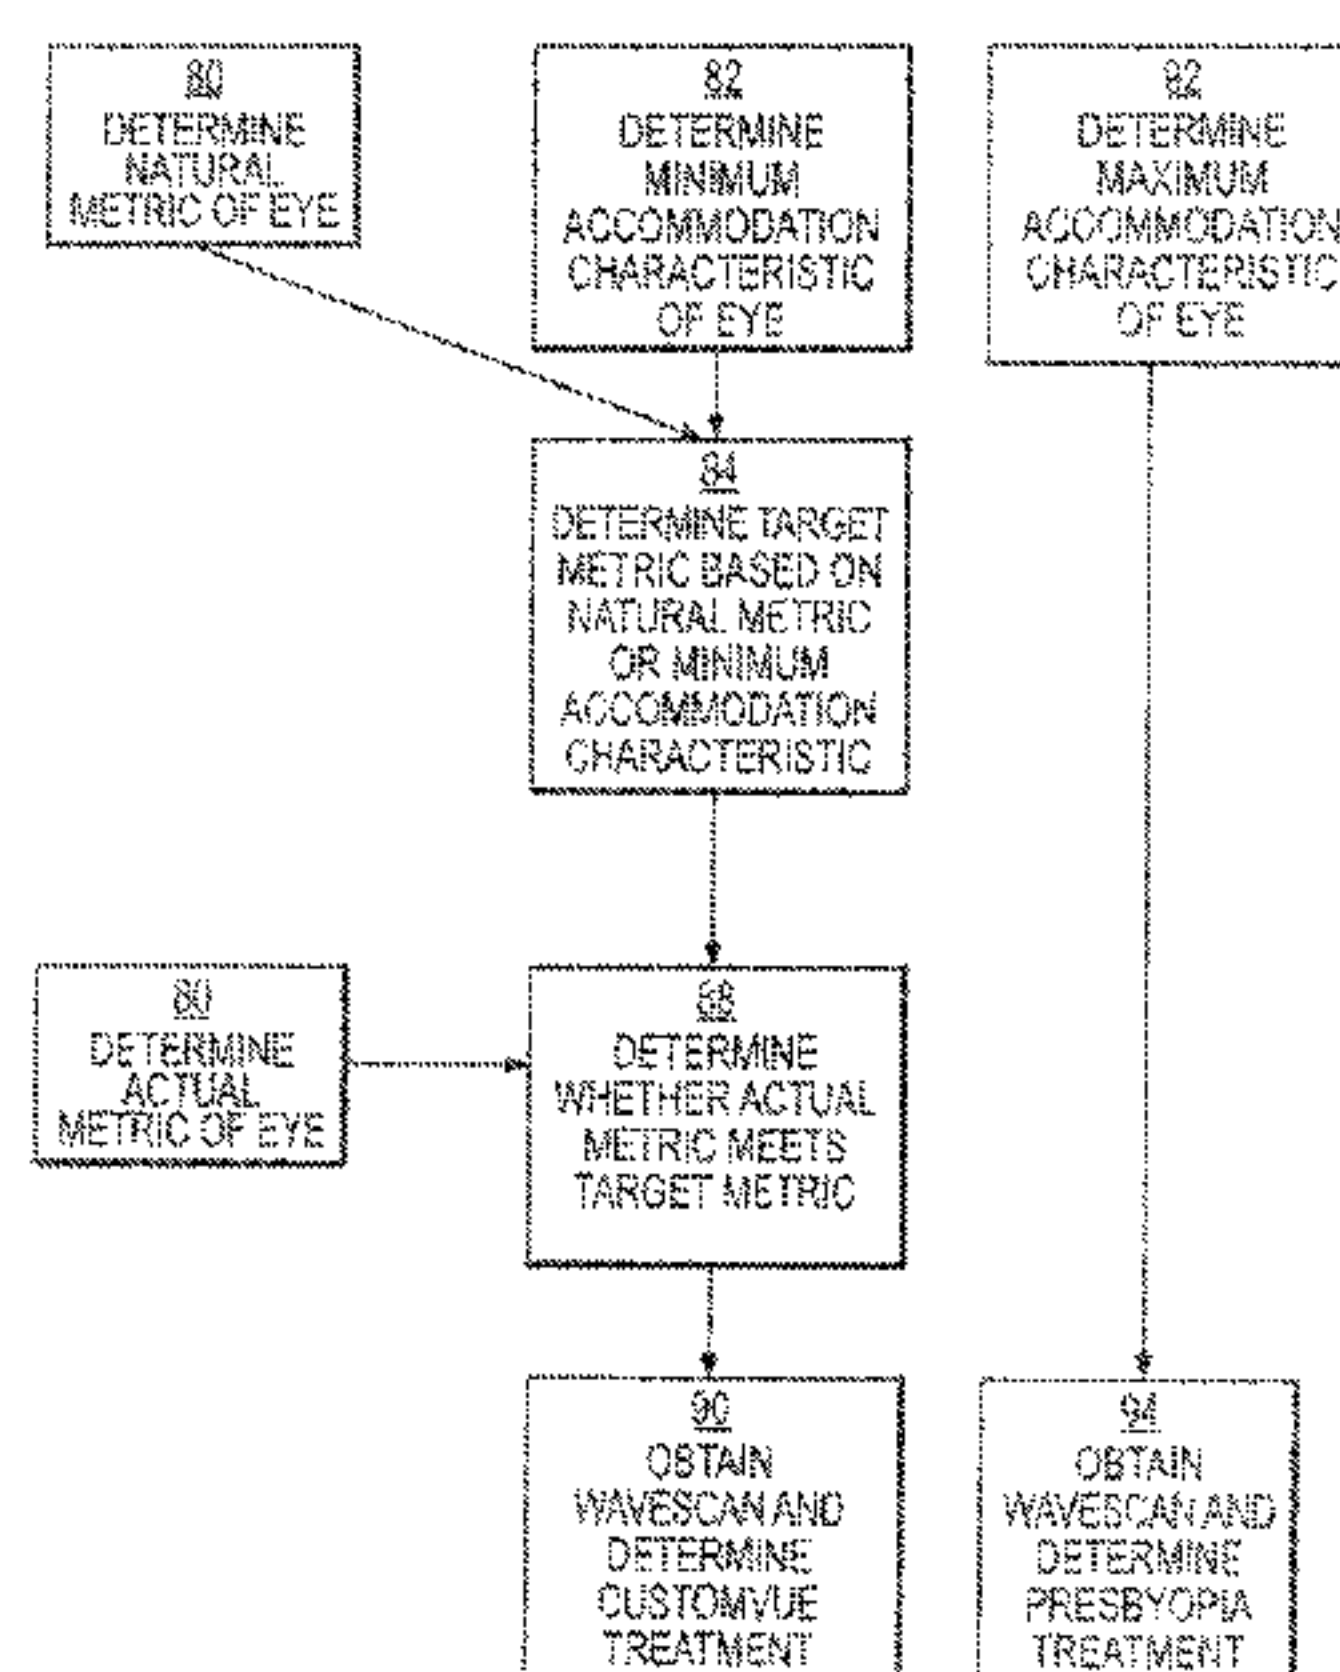 80
DETERMINE
NATURAL
METRIC OF EYE
82
DETERMINE
MINIMUM
ACCOMMODATION
CHARACTERISTIC
OF EYE
92
DETERMINE
MAXIMUM
ACCOMMODATION
CHARACTERISTIC
OF EYE
84
DETERMINE TARGET
METRIC BASED ON
NATURAL METRIC
OR MINIMUM
ACCOMMODATION
CHARACTERISTIC
DETERMINE
ACTUAL
METRIC OF EYE
DETERMINE
WHETHER ACTUAL
METRIC MEETS
TARGET METRIC
90
OBTAIN
WAVESCAN AND
DETERMINE
CUSTOMVUE
TREATMENT
94
OBTAIN
WAVESCAN AND
DETERMINE
PRESBYOPIA
TREATMENT